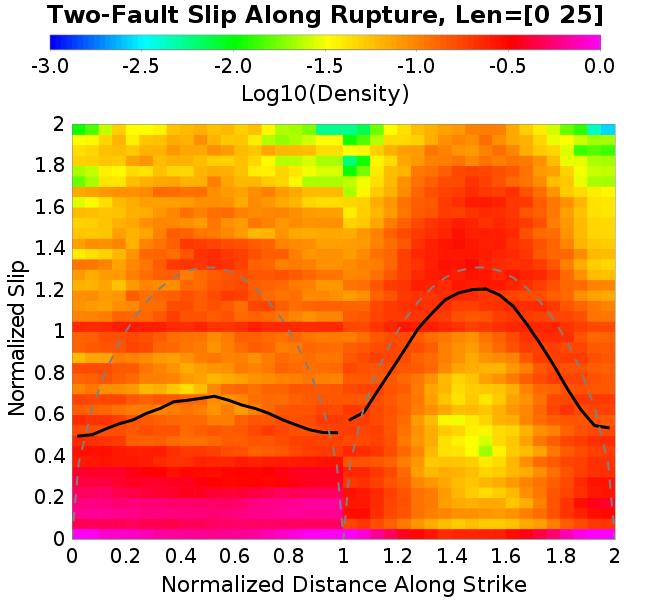 Two-Fault Slip Along Rupture, Len=[0 25]
-3.0 -2.5 -2.0 -1.5 -1.0 -0.5 0.0
Log10(Density)
2
1.8
1.6
1.4
1.2
1
0.8
0.6
0.4
0.2
0
Normalized Slip
0 0.2 0.4 0.6 0.8 1 1.2 1.4 1.6 1.8 2
Normalized Distance Along Strike